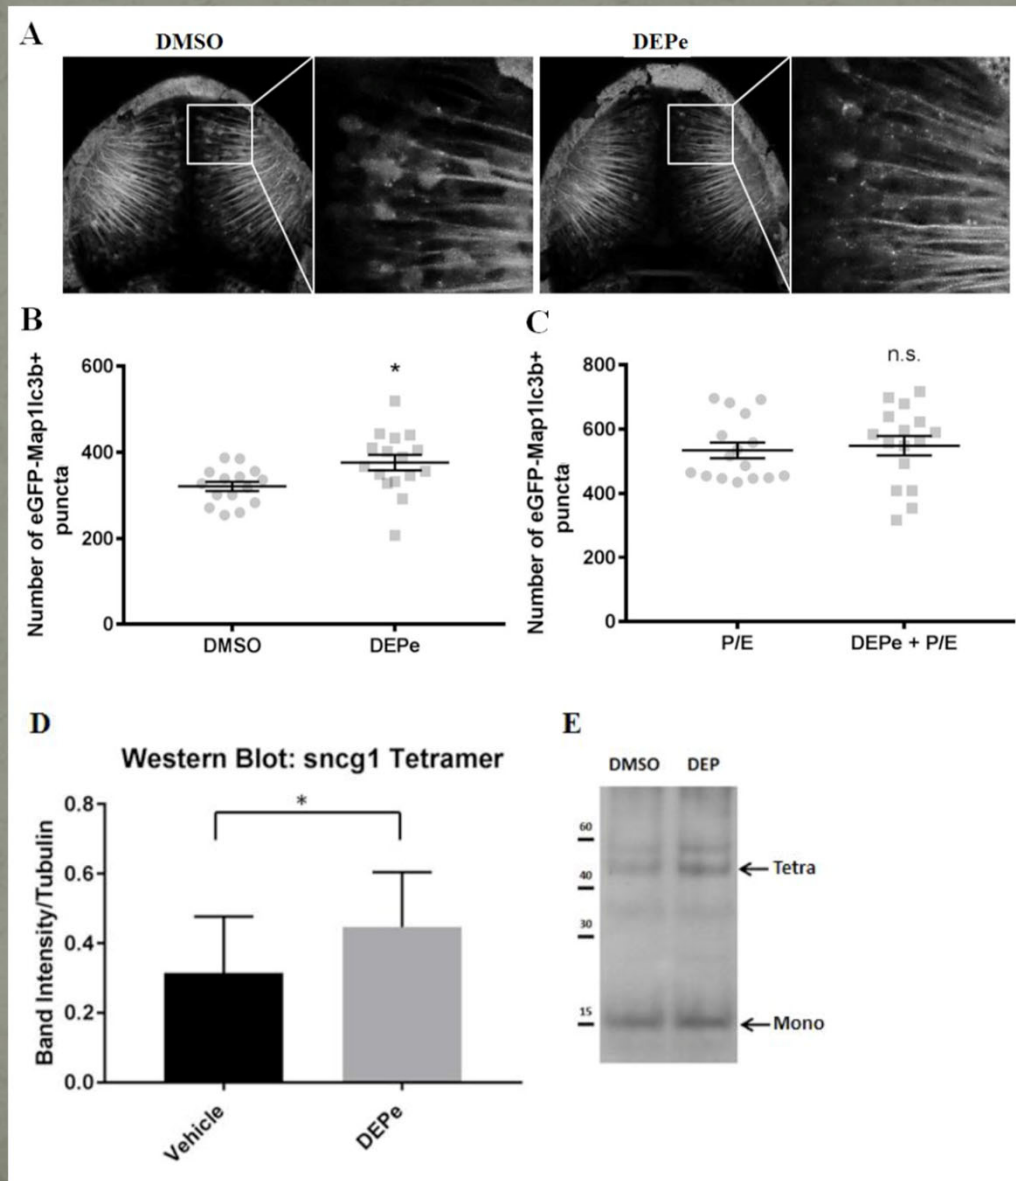 A
DMSO
DEPe
B
Number of eGFP-Map1lc3b+
puncta
600
400
200
0
*
DMSO
DEPe
C
Number of eGFP-Map1lc3b+
puncta
800
600
400
200
0
n.s.
P/E
DEPe + P/E
D
Western Blot: sncg1 Tetramer
Band Intensity/Tubulin
0.8
0.6
0.4
0.2
0.0
*
Vehicle
DEPe
E
DMSO DEP
60
40
30
15
Tetra
Mono